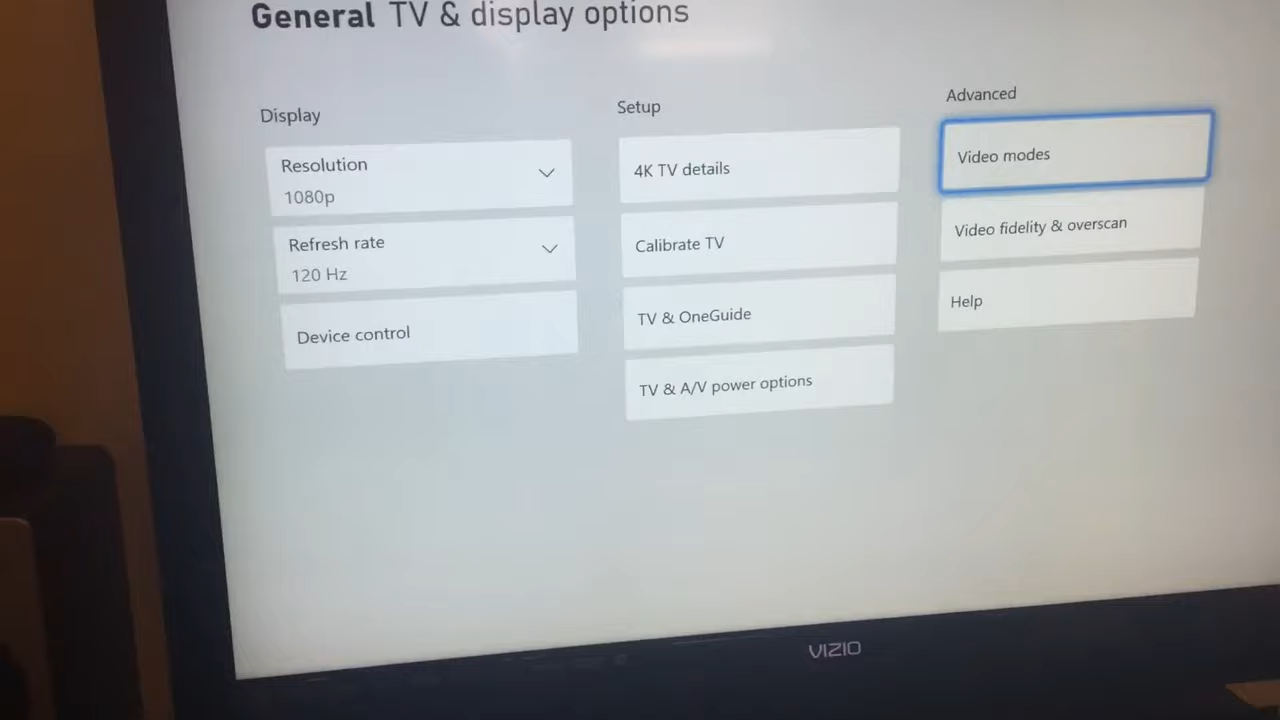 General TV & display options
Display
Resolution
1080p
Refresh rate
120 Hz
Device control
Setup
4K TV details
Calibrate TV
TV & OneGuide
TV & A/V power options
Advanced
Video modes
Video fidelity & overscan
Help
VIZIO